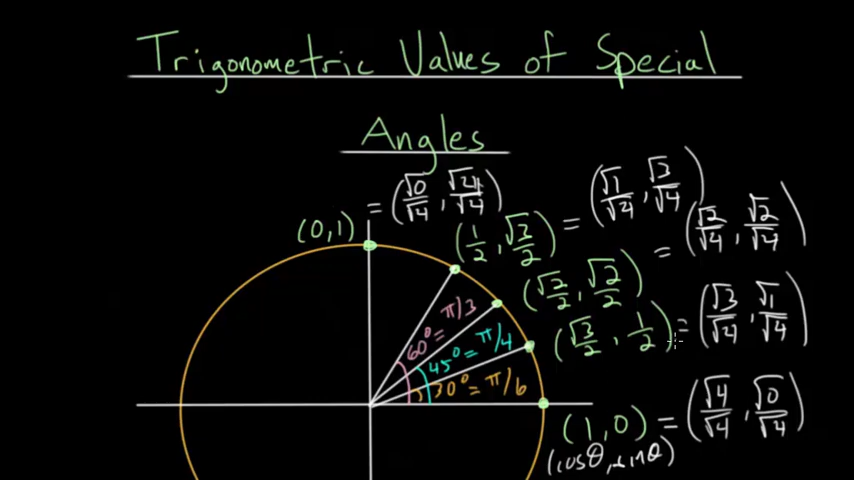 Trigonometric Values of Special
Angles
(0,1) = (√0/√4, √4/√4)
(1/2, √3/2) = (√1/√4, √3/√4)
(√2/2, √2/2) = (√2/√4, √2/√4)
(√3/2, 1/2) = (√3/√4, √1/√4)
60° = π/3
45° = π/4
30° = π/6
(1,0) = (√4/√4, √0/√4)
(cosθ, sinθ)